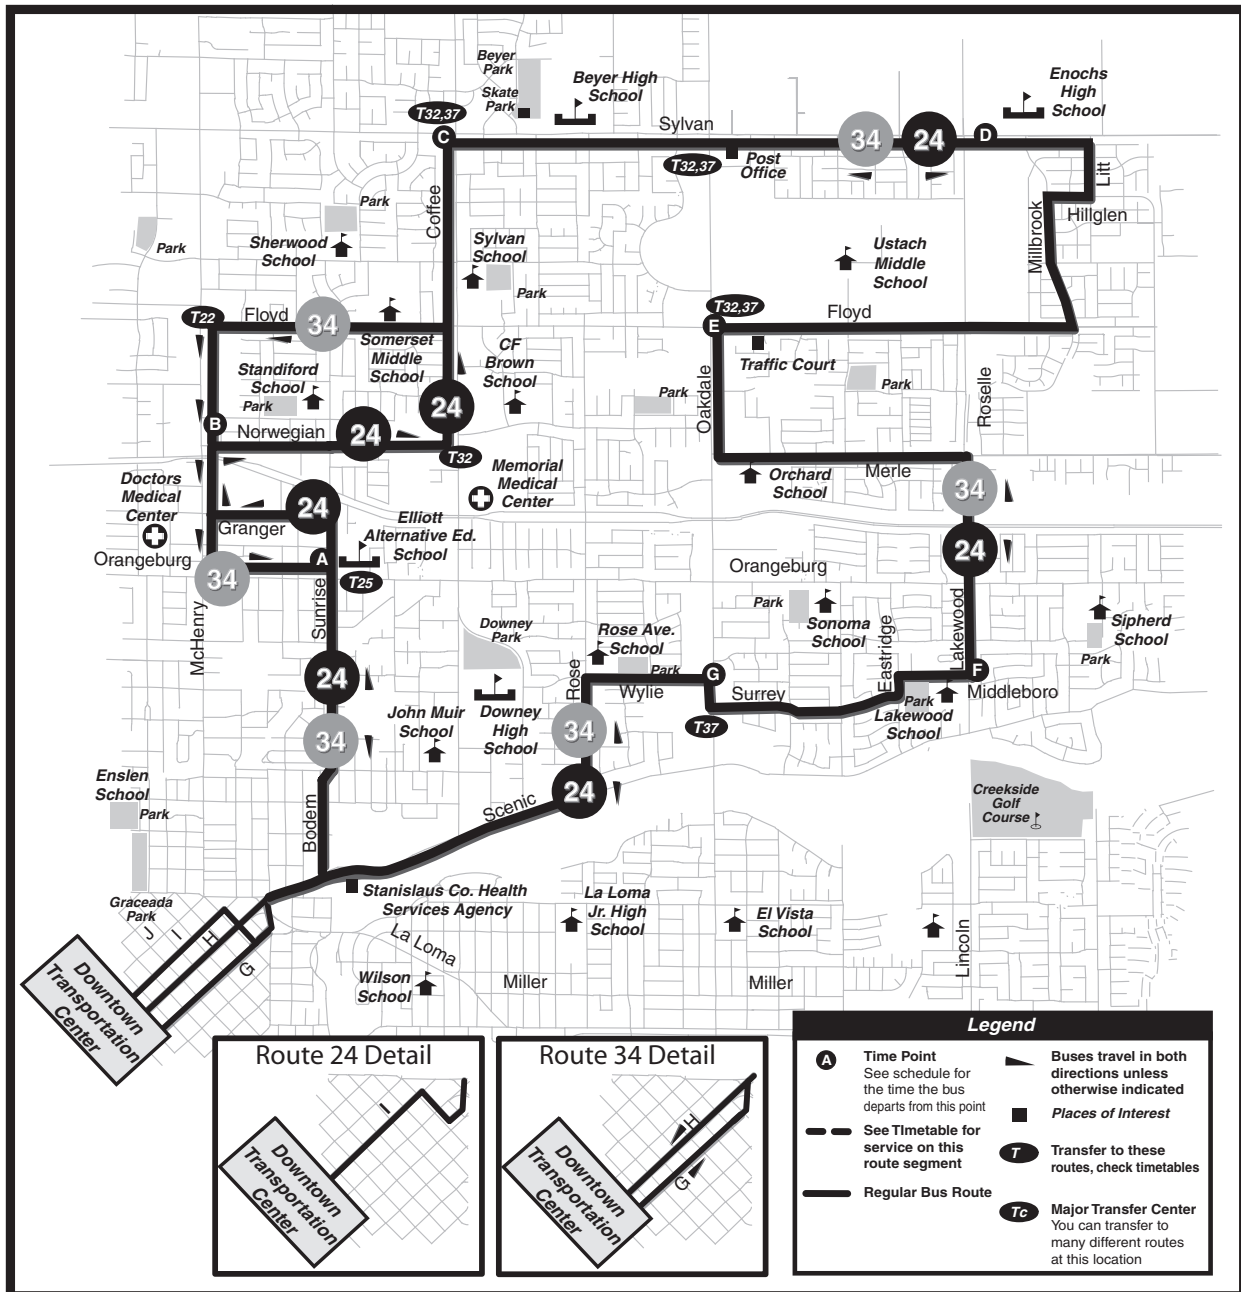 Beyer
Park
Skate
Park
Beyer High
School
Enochs
High
School
T32,37
C
Sylvan
34
24
D
T32,37
Post
Office
Litt
Hillglen
Millbrook
Coffee
Park
Sherwood
School
Park
Sylvan
School
Park
Ustach
Middle
School
T22
Floyd
34
Somerset
Middle
School
CF
Brown
School
T32,37
E
Floyd
Traffic Court
Park
Park
Oakdale
Roselle
Standiford
School
Park
B
Norwegian
24
24
T32
Memorial
Medical
Center
Orchard
School
Merle
34
Doctors
Medical
Center
24
Granger
Elliott
Alternative Ed.
School
Orangeburg
34
A
T25
24
Orangeburg
McHenry
Sunrise
Park
Sonoma
School
Eastridge
Lakewood
Sipherd
School
Park
Downey
Park
Rose Ave.
School
Park
Rose
Wylie
G
Surrey
F
Middleboro
Park
Lakewood
School
T37
24
34
John Muir
School
Downey
High
School
34
24
Scenic
Enslen
School
Park
Bodem
Creekside
Golf
Course
Graceada
Park
J
I
H
G
Stanislaus Co. Health
Services Agency
La Loma
La Loma
Jr. High
School
El Vista
School
Lincoln
Wilson
School
Miller
Miller
Downtown
Transportation
Center
Route 24 Detail
I
Downtown
Transportation
Center
Route 34 Detail
H
G
Downtown
Transportation
Center
Legend
A
Time Point
See schedule for
the time the bus
departs from this point
See TImetable for
service on this
route segment
Regular Bus Route
Buses travel in both
directions unless
otherwise indicated
Places of Interest
T
Transfer to these
routes, check timetables
Tc
Major Transfer Center
You can transfer to
many different routes
at this location